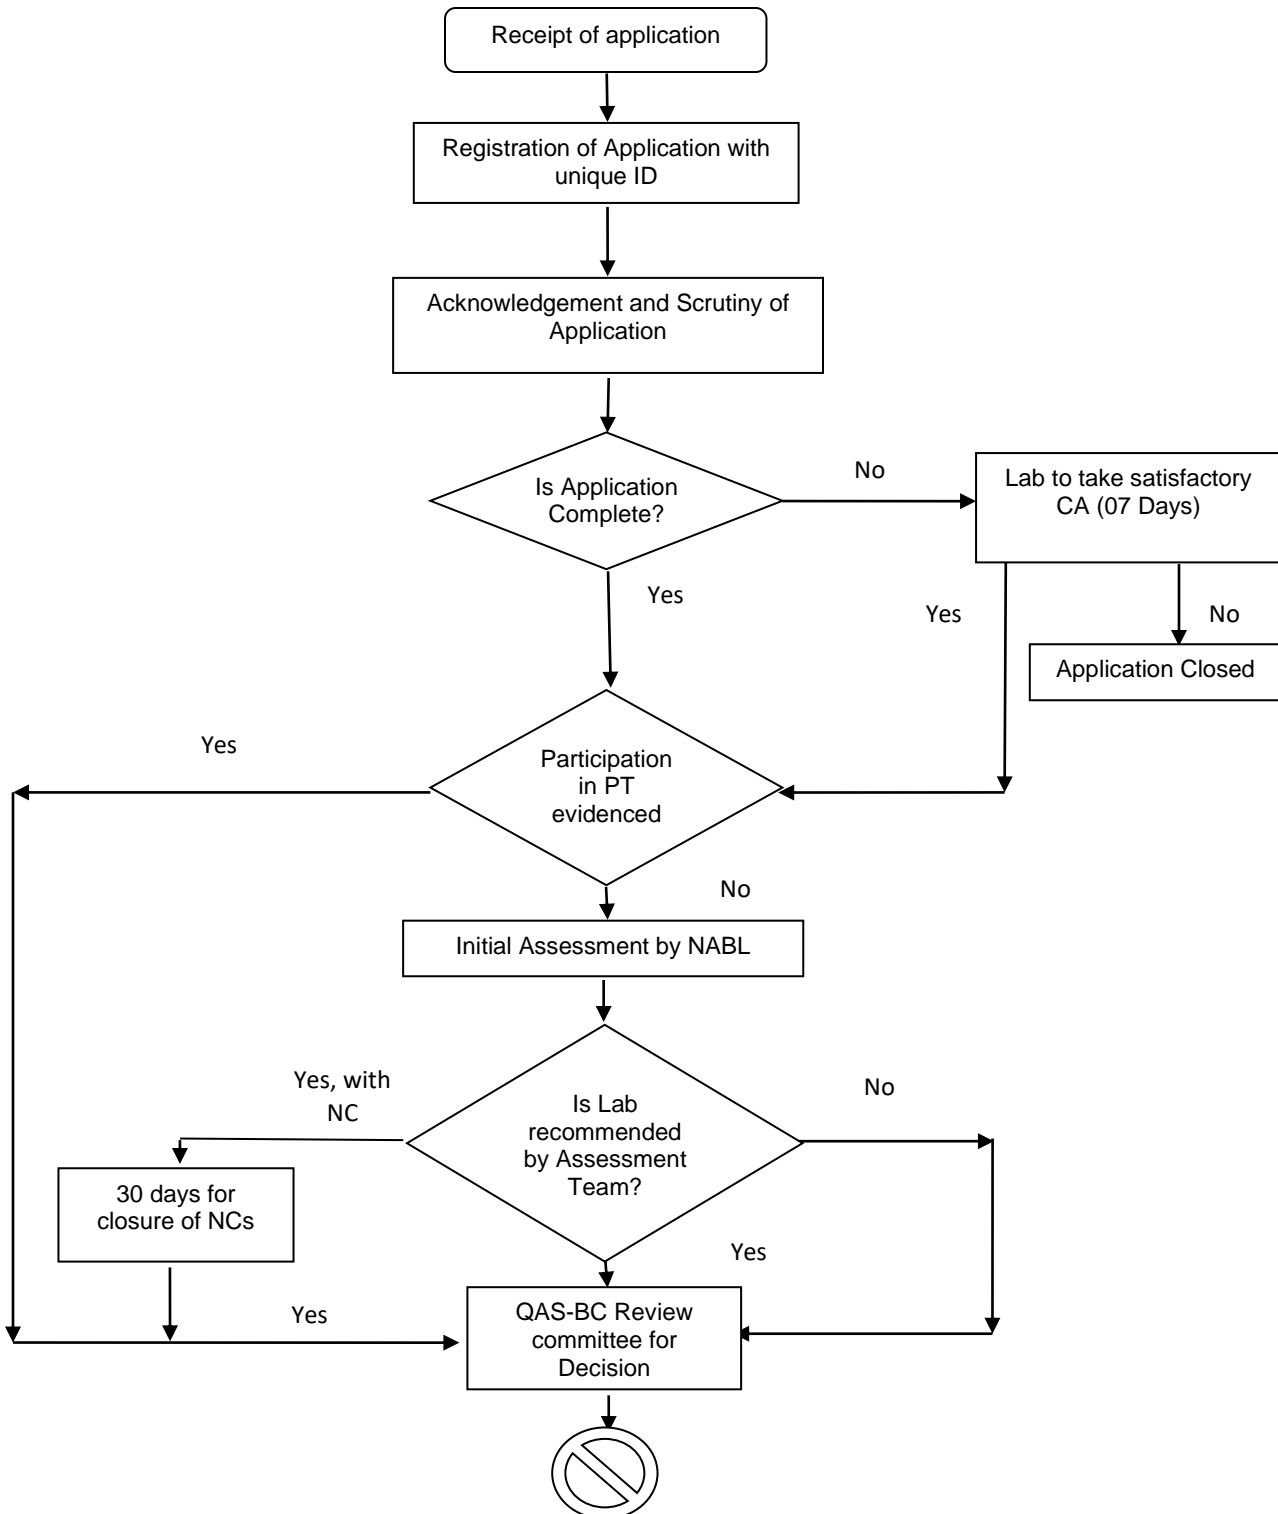 Receipt of application
Registration of Application with
unique ID
Acknowledgement and Scrutiny of
Application
Is Application
Complete?
No
Lab to take satisfactory
CA (07 Days)
Yes
Yes
No
Application Closed
Yes
Participation
in PT
evidenced
No
Initial Assessment by NABL
Yes, with
NC
Is Lab
recommended
by Assessment
Team?
No
30 days for
closure of NCs
Yes
Yes
QAS-BC Review
committee for
Decision